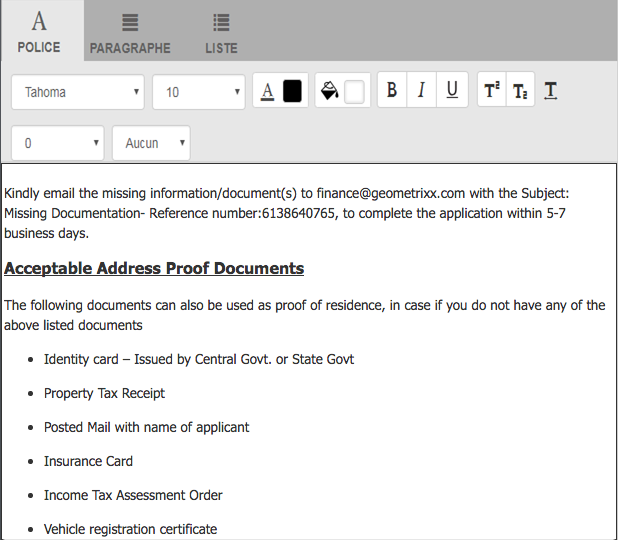 A
POLICE PARAGRAPHE LISTE
Tahoma 10 A B I U T² T₂ T
0 Aucun
Kindly email the missing information/document(s) to finance@geometrixx.com with the Subject:
Missing Documentation- Reference number:6138640765, to complete the application within 5-7
business days.
Acceptable Address Proof Documents
The following documents can also be used as proof of residence, in case if you do not have any of the
above listed documents
• Identity card – Issued by Central Govt. or State Govt
• Property Tax Receipt
• Posted Mail with name of applicant
• Insurance Card
• Income Tax Assessment Order
• Vehicle registration certificate